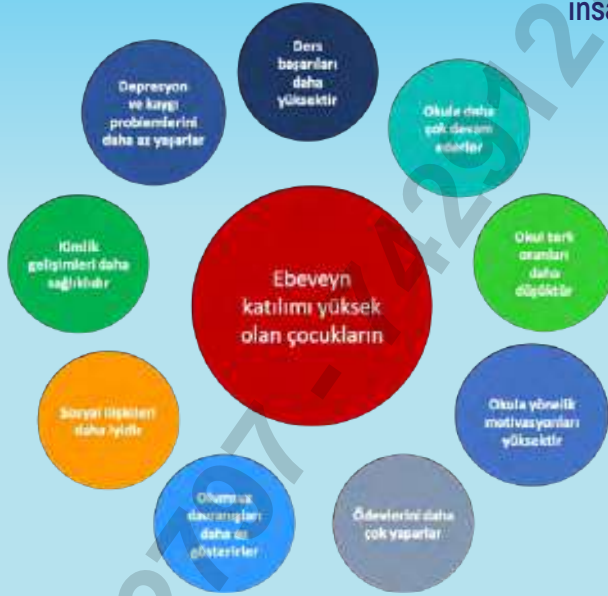 insa
Ders
başarıları
daha
yüksektir
Depresyon
ve kaygı
problemlerini
daha az yaşarlar
Okula daha
çok devam
ederler
Kimlik
gelişimleri daha
sağlıklıdır
Ebeveyn
katılımı yüksek
olan çocukların
Okul terk
oranları
daha
düşüktür
Sosyal ilişkileri
daha iyidir
Okula yönelik
motivasyonları
yüksektir
Olumsuz
davranışları
daha az
gösterirler
Ödevlerini daha
çok yaparlar